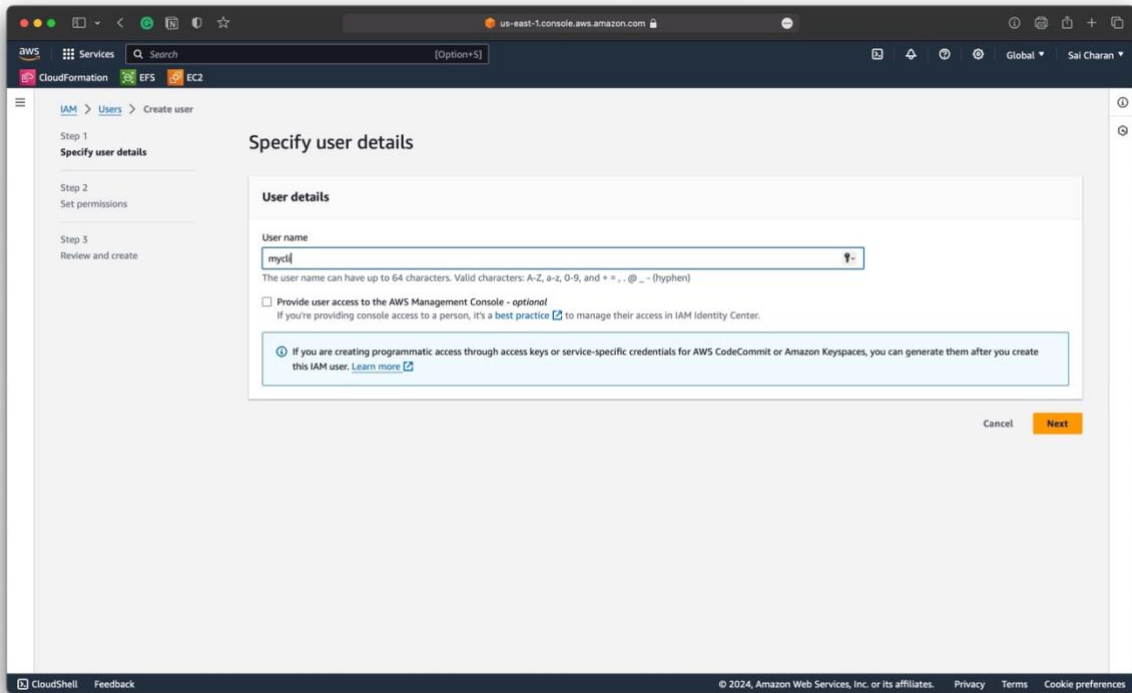 us-east-1.console.aws.amazon.com
aws
Services
Search
[Option+S]
Global
Sai Charan
CloudFormation
EFS
EC2
IAM > Users > Create user
Step 1
Specify user details
Step 2
Set permissions
Step 3
Review and create
Specify user details
User details
User name
mycli
The user name can have up to 64 characters. Valid characters: A-Z, a-z, 0-9, and + = , . @ _ - (hyphen)
Provide user access to the AWS Management Console - optional
If you're providing console access to a person, it's a best practice to manage their access in IAM Identity Center.
If you are creating programmatic access through access keys or service-specific credentials for AWS CodeCommit or Amazon Keyspaces, you can generate them after you create
this IAM user. Learn more
Cancel
Next
CloudShell
Feedback
© 2024, Amazon Web Services, Inc. or its affiliates.
Privacy
Terms
Cookie preferences